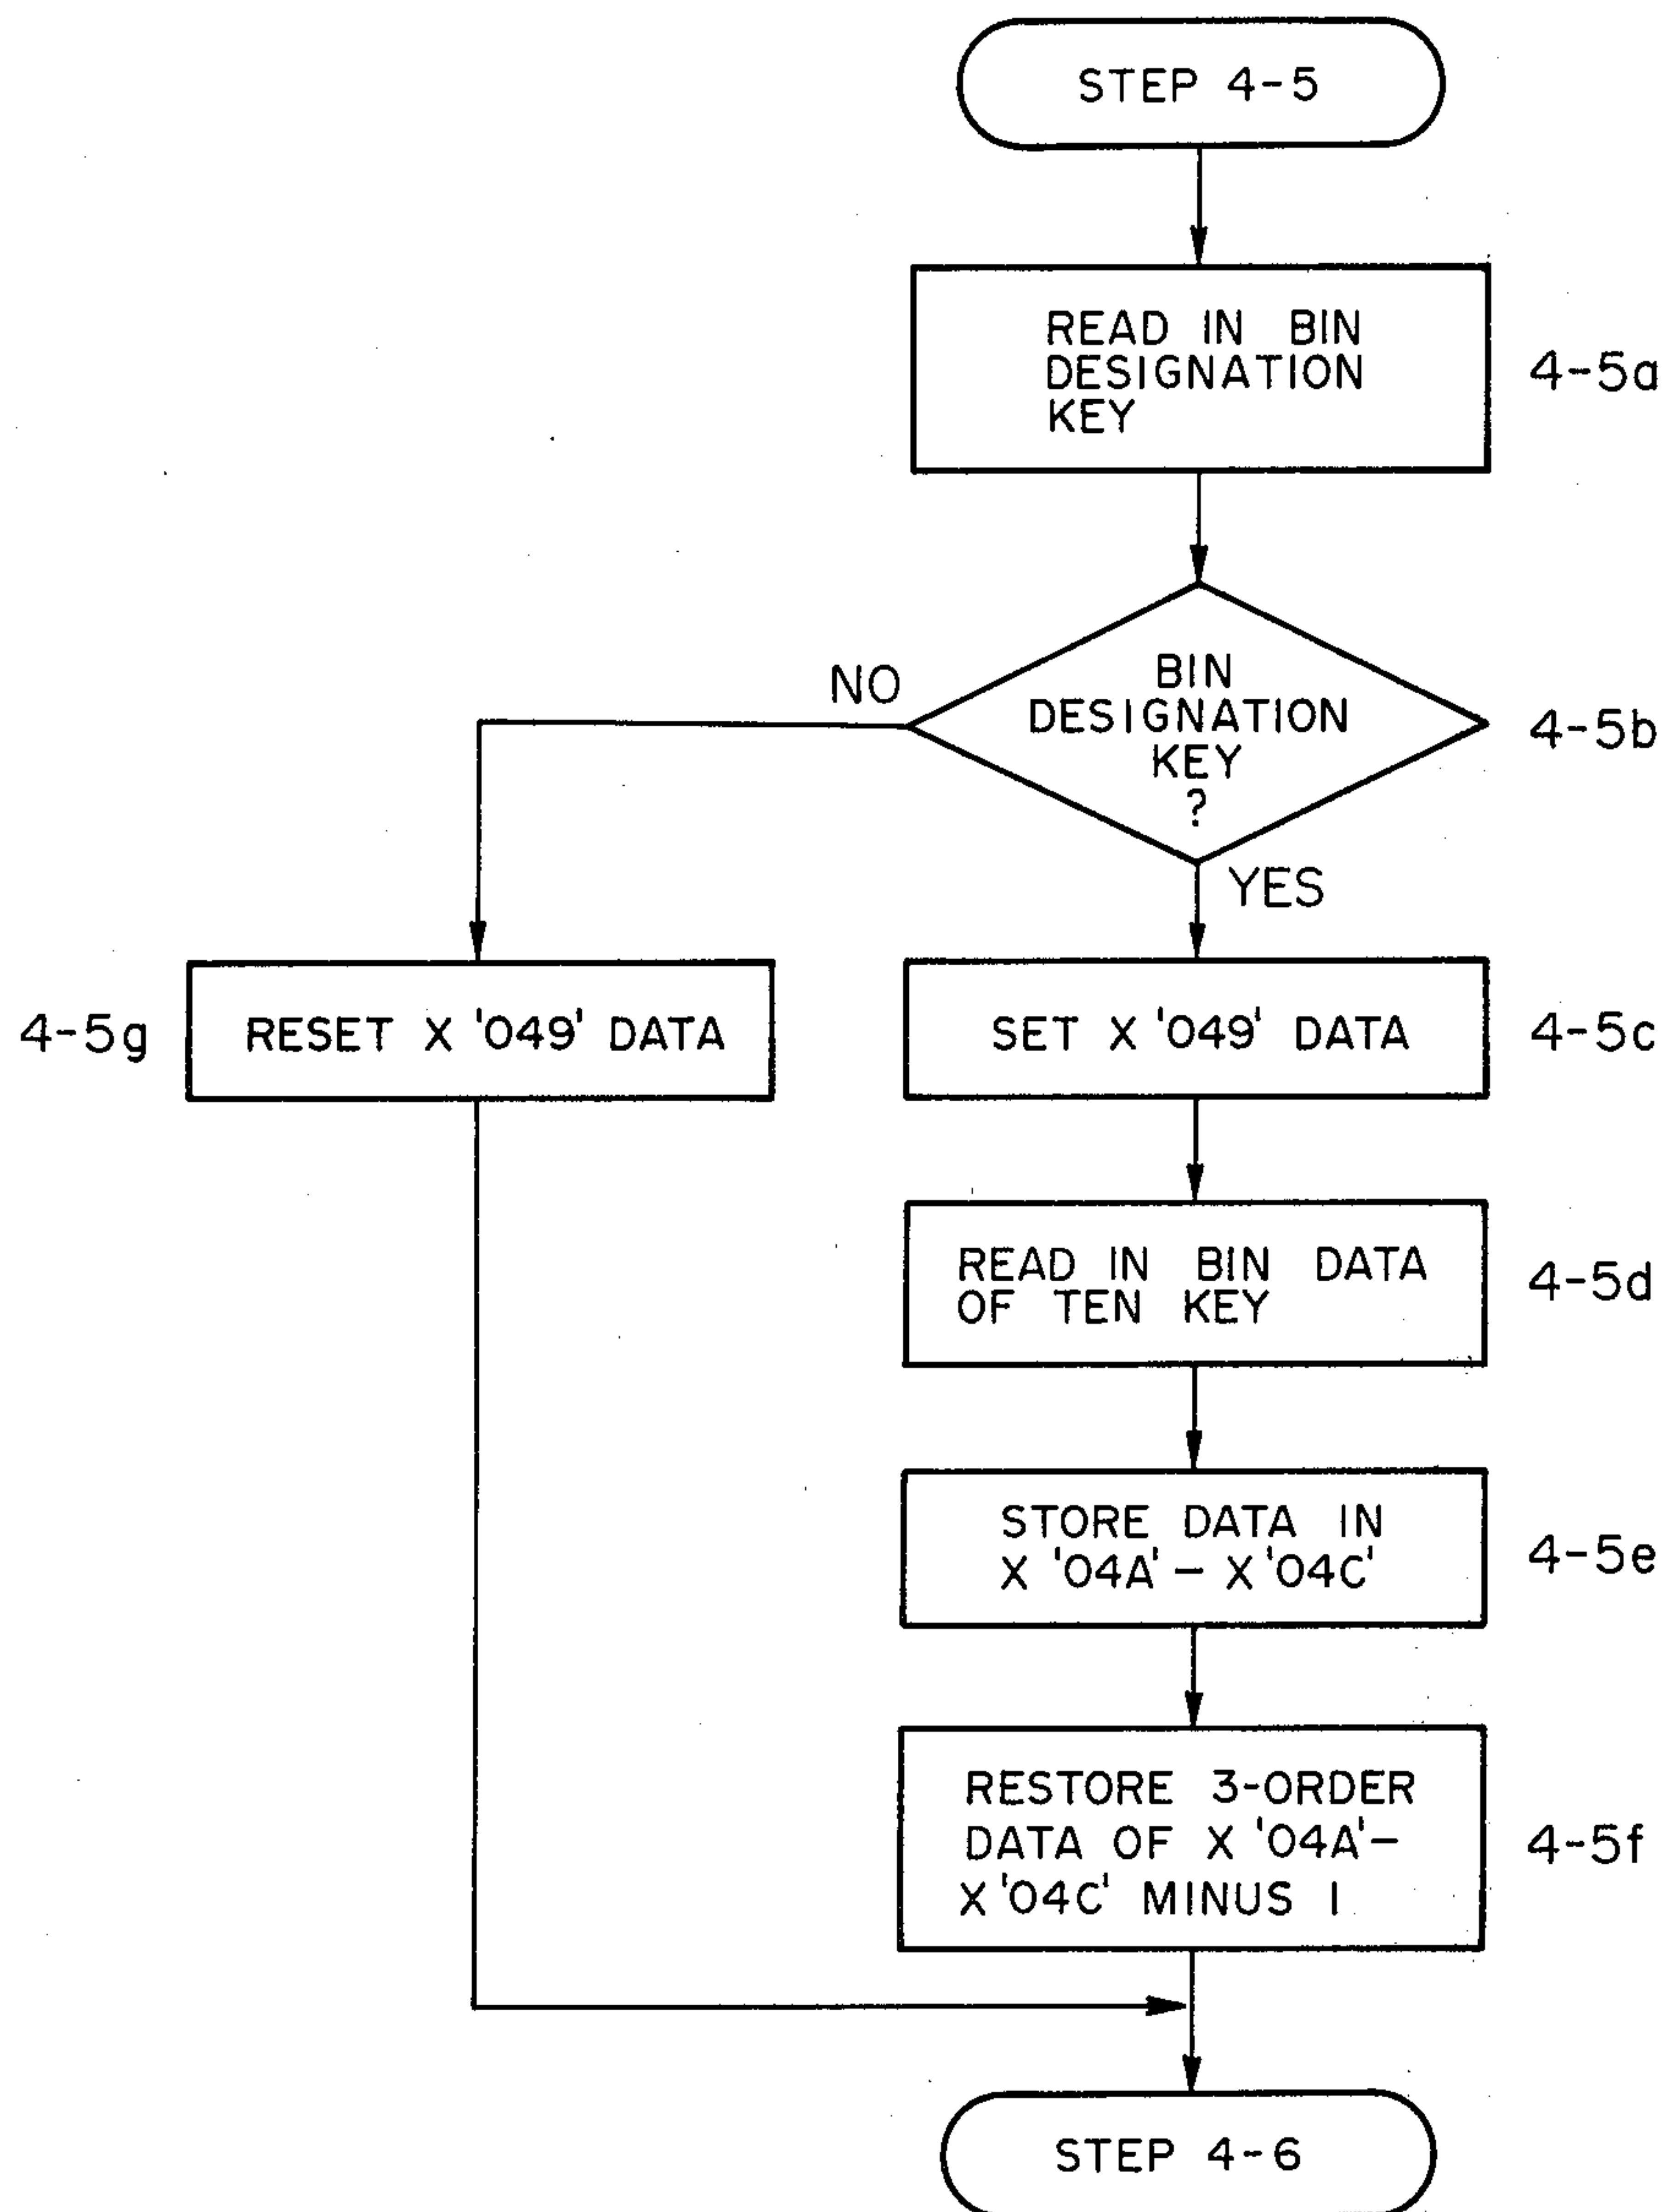 STEP 4-5
READ IN BIN
DESIGNATION
KEY
4-5a
BIN
DESIGNATION
KEY
?
4-5b
NO
YES
4-5g
RESET X '049' DATA
SET X '049' DATA
4-5c
READ IN BIN DATA
OF TEN KEY
4-5d
STORE DATA IN
X '04A' - X '04C'
4-5e
RESTORE 3-ORDER
DATA OF X '04A' -
X '04C' MINUS 1
4-5f
STEP 4-6